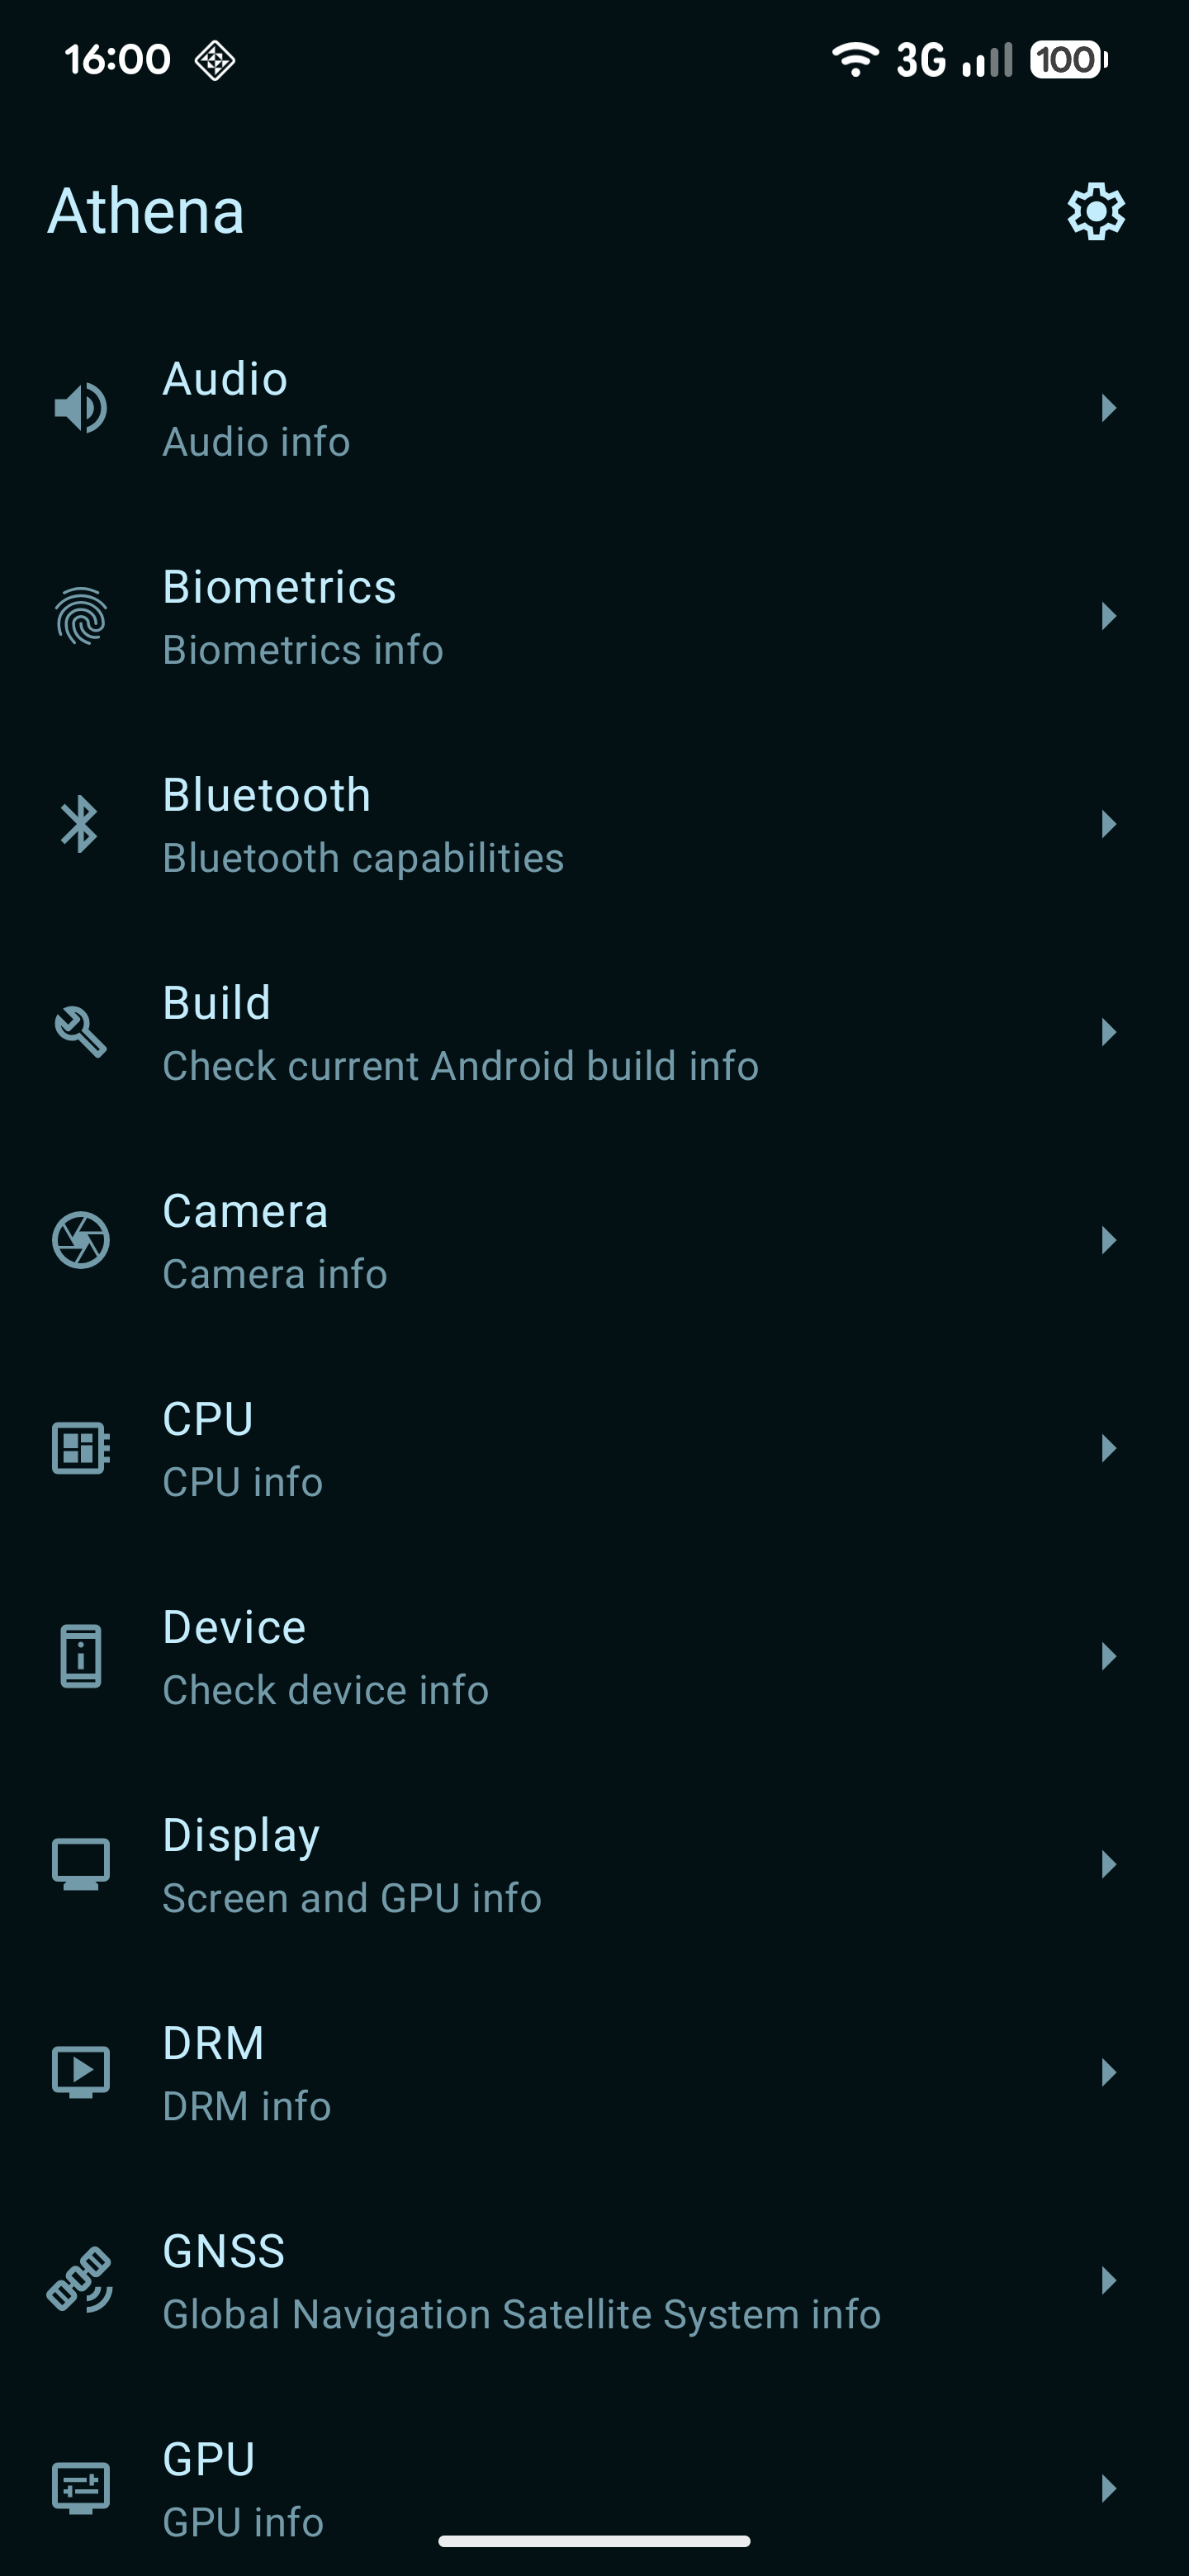 16:00 3G 100
Athena
Audio
Audio info
Biometrics
Biometrics info
Bluetooth
Bluetooth capabilities
Build
Check current Android build info
Camera
Camera info
CPU
CPU info
Device
Check device info
Display
Screen and GPU info
DRM
DRM info
GNSS
Global Navigation Satellite System info
GPU
GPU info